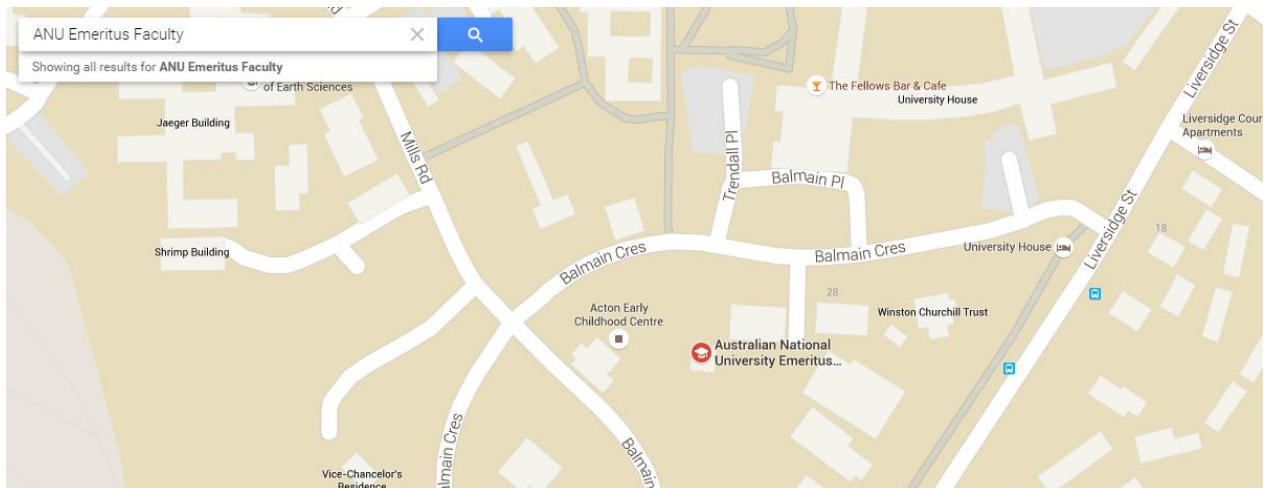 ANU Emeritus Faculty
Showing all results for ANU Emeritus Faculty
of Earth Sciences
Jaeger Building
Mills Rd
The Fellows Bar & Cafe
University House
Liversidge St
Liversidge Cour
Apartments
Trendall Pl
Balmain Pl
Shrimp Building
Balmain Cres
Balmain Cres
University House
Liversidge St
18
28
Acton Early
Childhood Centre
Winston Churchill Trust
Australian National
University Emeritus...
almain Cres
Balmain
Vice-Chancelor's
Residence